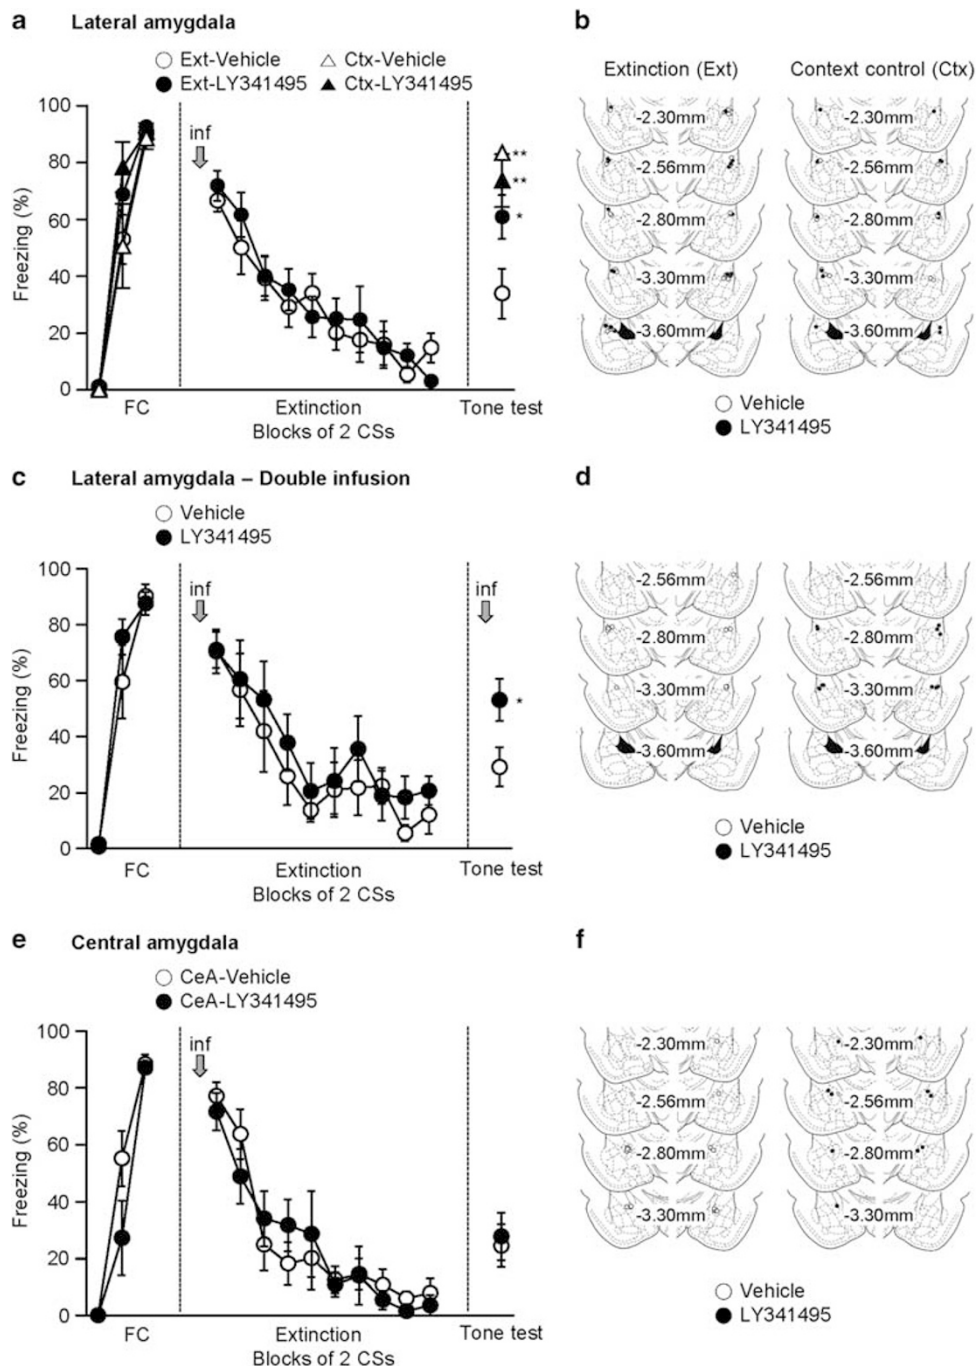 a Lateral amygdala
Ext-Vehicle Ctx-Vehicle
Ext-LY341495 Ctx-LY341495
100
80
60
40
20
0
Freezing (%)
inf
**
**
*
FC Extinction Tone test
Blocks of 2 CSs
b
Extinction (Ext) Context control (Ctx)
-2.30mm -2.30mm
-2.56mm -2.56mm
-2.80mm -2.80mm
-3.30mm -3.30mm
-3.60mm -3.60mm
Vehicle
LY341495
c Lateral amygdala – Double infusion
Vehicle
LY341495
100
80
60
40
20
0
Freezing (%)
inf inf
*
FC Extinction Tone test
Blocks of 2 CSs
d
-2.56mm -2.56mm
-2.80mm -2.80mm
-3.30mm -3.30mm
-3.60mm -3.60mm
Vehicle
LY341495
e Central amygdala
CeA-Vehicle
CeA-LY341495
100
80
60
40
20
0
Freezing (%)
inf
FC Extinction Tone test
Blocks of 2 CSs
f
-2.30mm -2.30mm
-2.56mm -2.56mm
-2.80mm -2.80mm
-3.30mm -3.30mm
Vehicle
LY341495